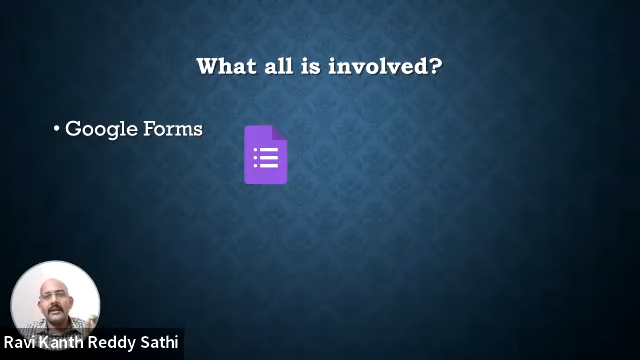 What all is involved?
• Google Forms
Ravi Kanth Reddy Sathi